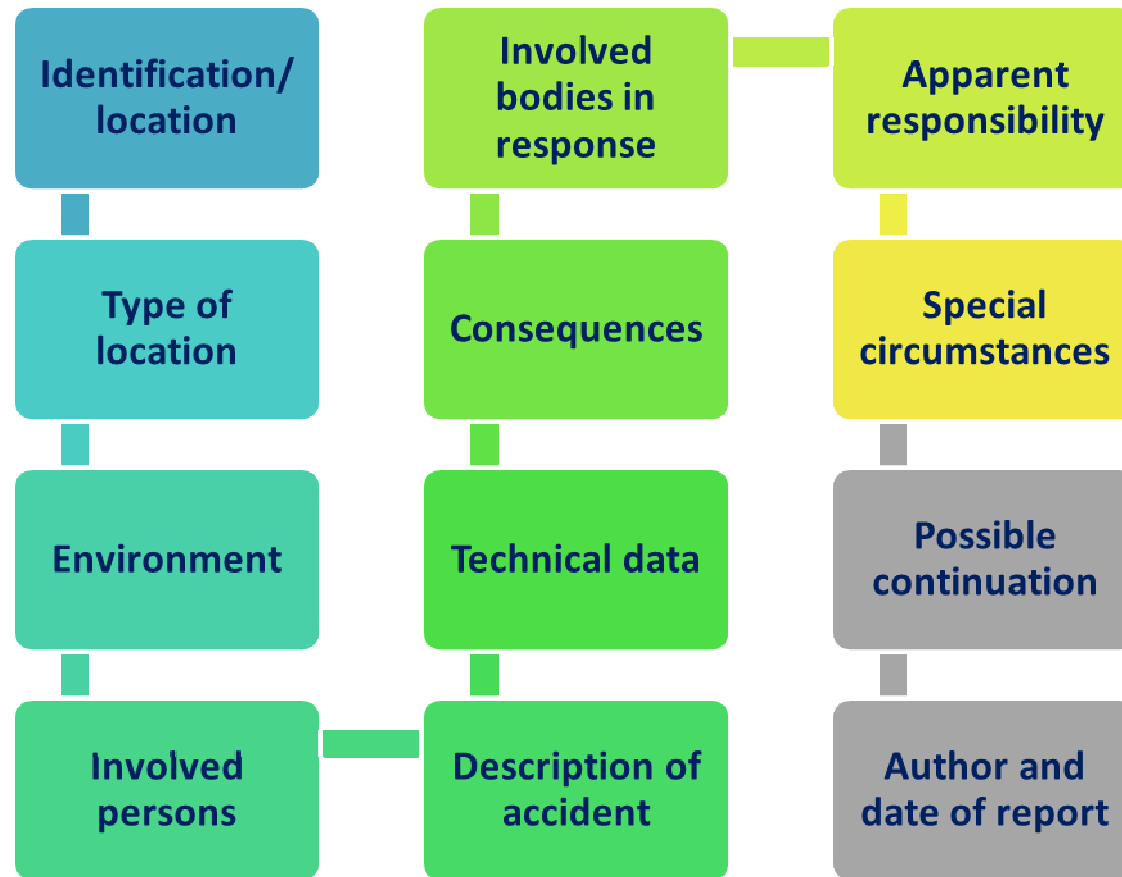 Identification/
location
Type of
location
Environment
Involved
persons
Description of
accident
Technical data
Consequences
Involved
bodies in
response
Apparent
responsibility
Special
circumstances
Possible
continuation
Author and
date of report